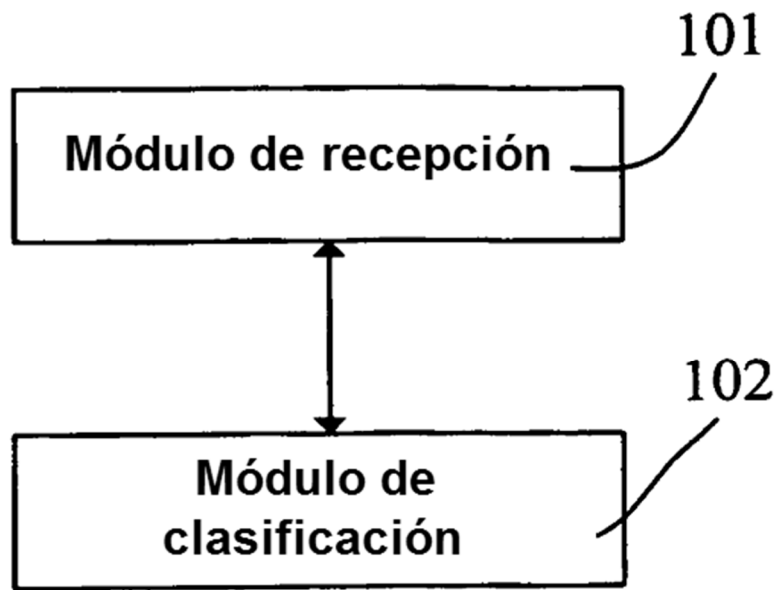 101
Módulo de recepción
102
Módulo de
clasificación